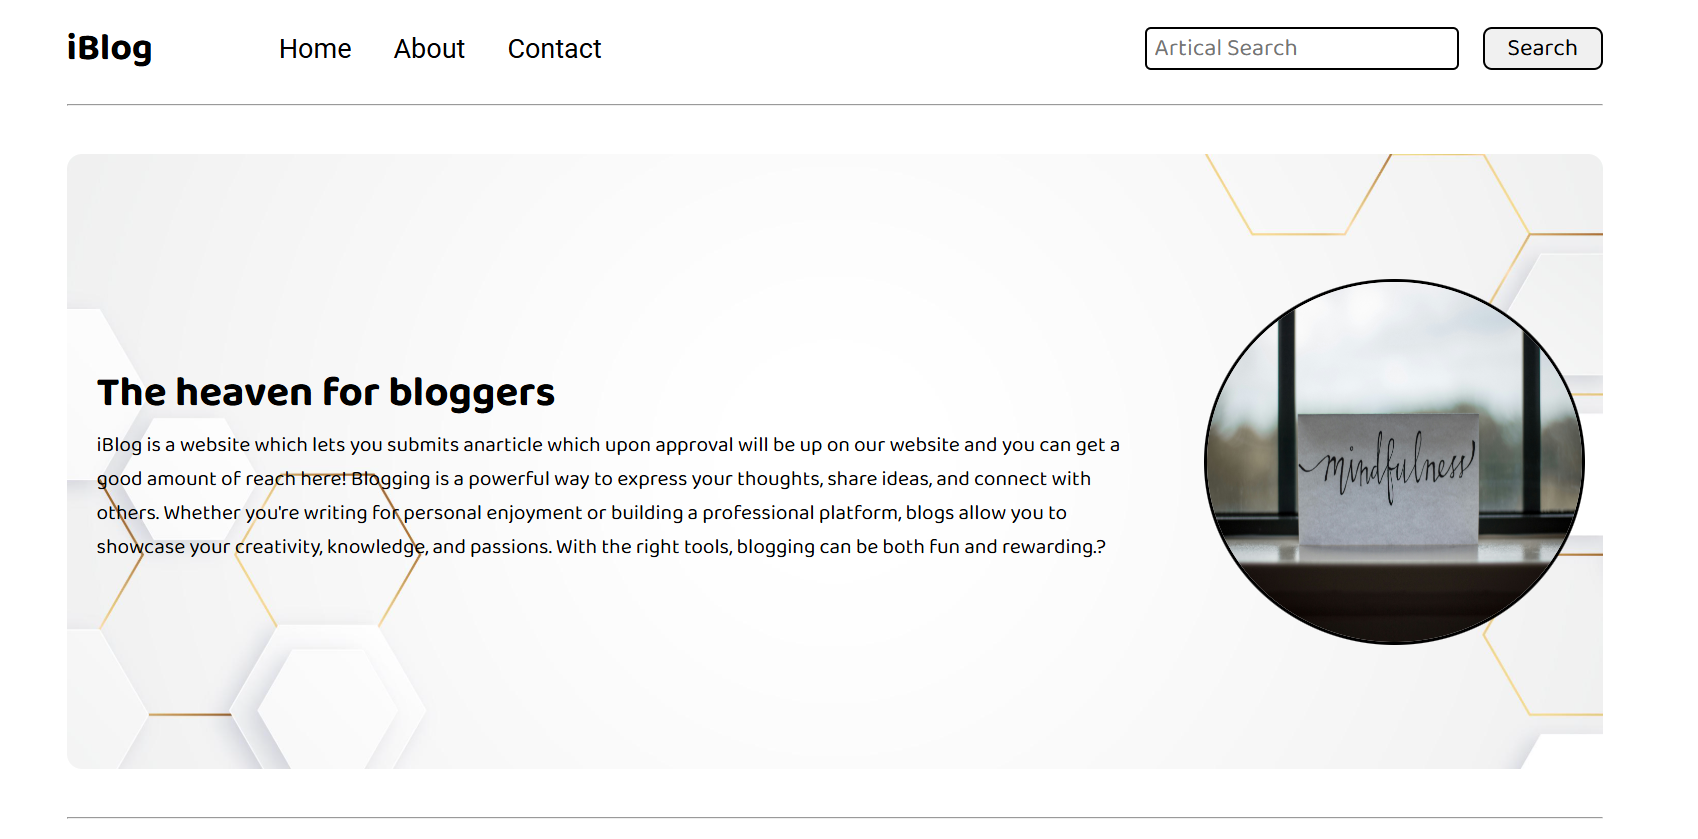 iBlog
Home
About
Contact
Artical Search
Search
The heaven for bloggers
iBlog is a website which lets you submits anarticle which upon approval will be up on our website and you can get a
good amount of reach here! Blogging is a powerful way to express your thoughts, share ideas, and connect with
others. Whether you're writing for personal enjoyment or building a professional platform, blogs allow you to
showcase your creativity, knowledge, and passions. With the right tools, blogging can be both fun and rewarding.?
mindfulness